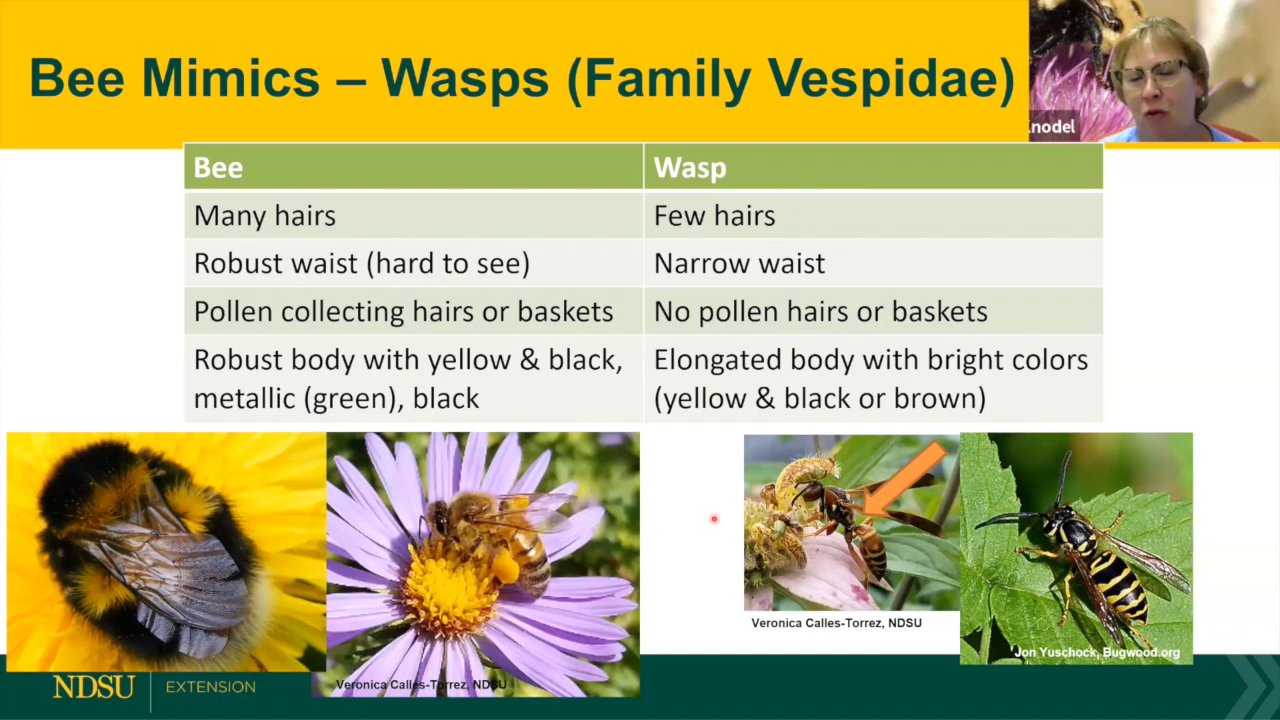 Bee Mimics – Wasps (Family Vespidae)
Knodel
Bee
Wasp
Many hairs
Few hairs
Robust waist (hard to see)
Narrow waist
Pollen collecting hairs or baskets
No pollen hairs or baskets
Robust body with yellow & black,
metallic (green), black
Elongated body with bright colors
(yellow & black or brown)
Veronica Calles-Torrez, NDSU
Jon Yuschock, Bugwood.org
Veronica Calles-Torrez, NDSU
NDSU
EXTENSION